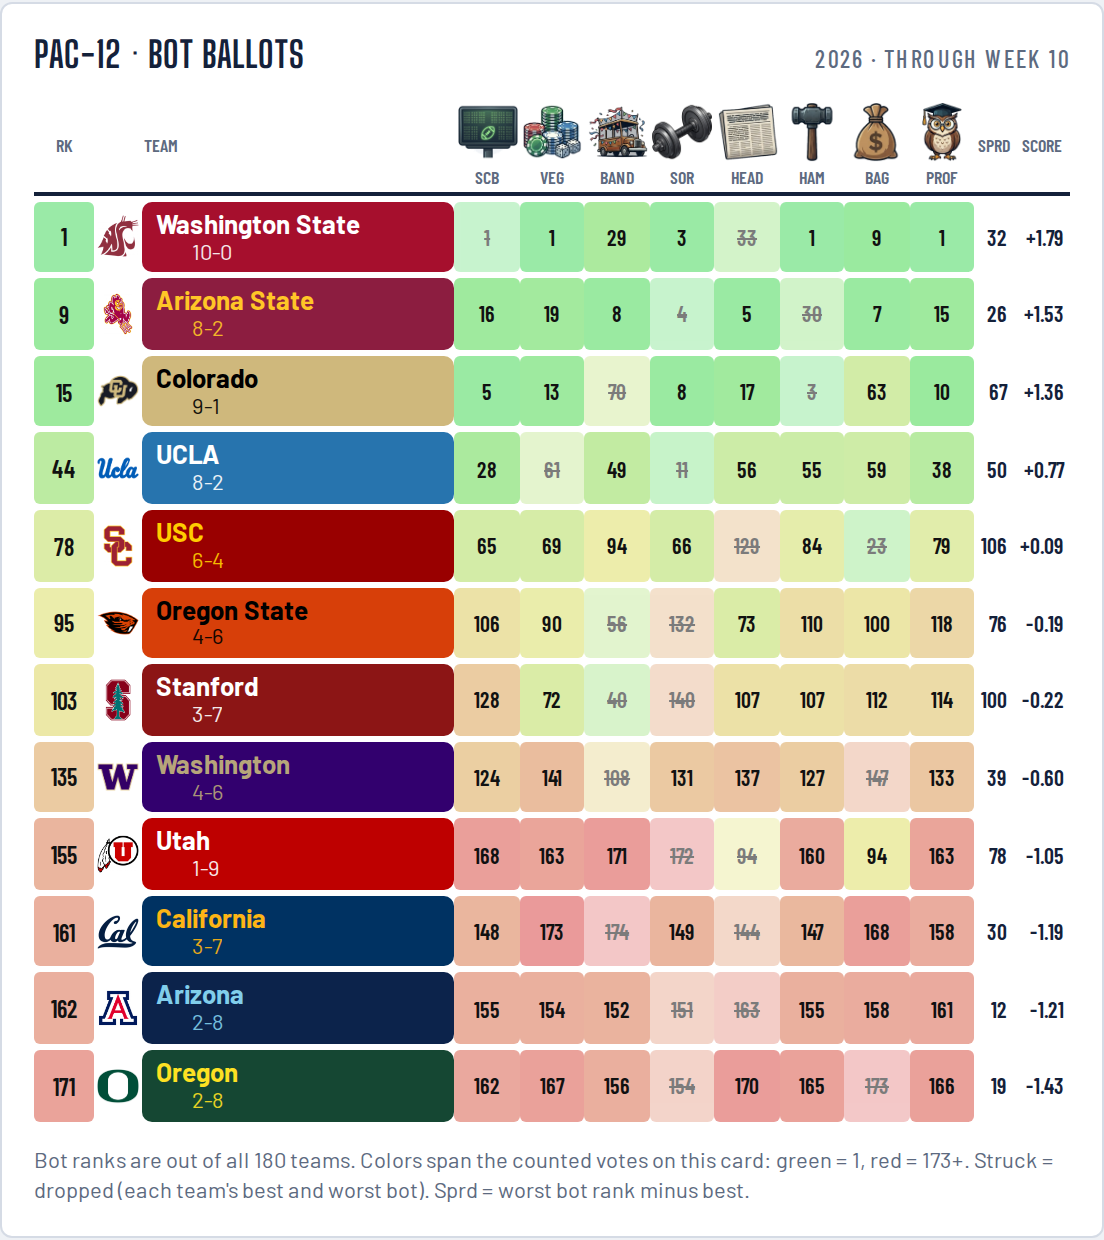 PAC-12 · BOT BALLOTS
2026 · THROUGH WEEK 10
RK TEAM SCB VEG BAND SOR HEAD HAM BAG PROF SPRD SCORE
1 Washington State 1 1 29 3 33 1 9 1 32 +1.79
10-0
9 Arizona State 16 19 8 4 5 30 7 15 26 +1.53
8-2
15 Colorado 5 13 70 8 17 3 63 10 67 +1.36
9-1
44 Ucla UCLA 28 61 49 11 56 55 59 38 50 +0.77
8-2
78 SC USC 65 69 94 66 129 84 23 79 106 +0.09
6-4
95 Oregon State 106 90 56 132 73 110 100 118 76 -0.19
4-6
103 S Stanford 128 72 40 140 107 107 112 114 100 -0.22
3-7
135 W Washington 124 141 108 131 137 127 147 133 39 -0.60
4-6
155 U Utah 168 163 171 172 94 160 94 163 78 -1.05
1-9
161 Cal California 148 173 174 149 144 147 168 158 30 -1.19
3-7
162 A Arizona 155 154 152 151 163 155 158 161 12 -1.21
2-8
171 O Oregon 162 167 156 154 170 165 173 166 19 -1.43
2-8
Bot ranks are out of all 180 teams. Colors span the counted votes on this card: green = 1, red = 173+. Struck =
dropped (each team's best and worst bot). Sprd = worst bot rank minus best.